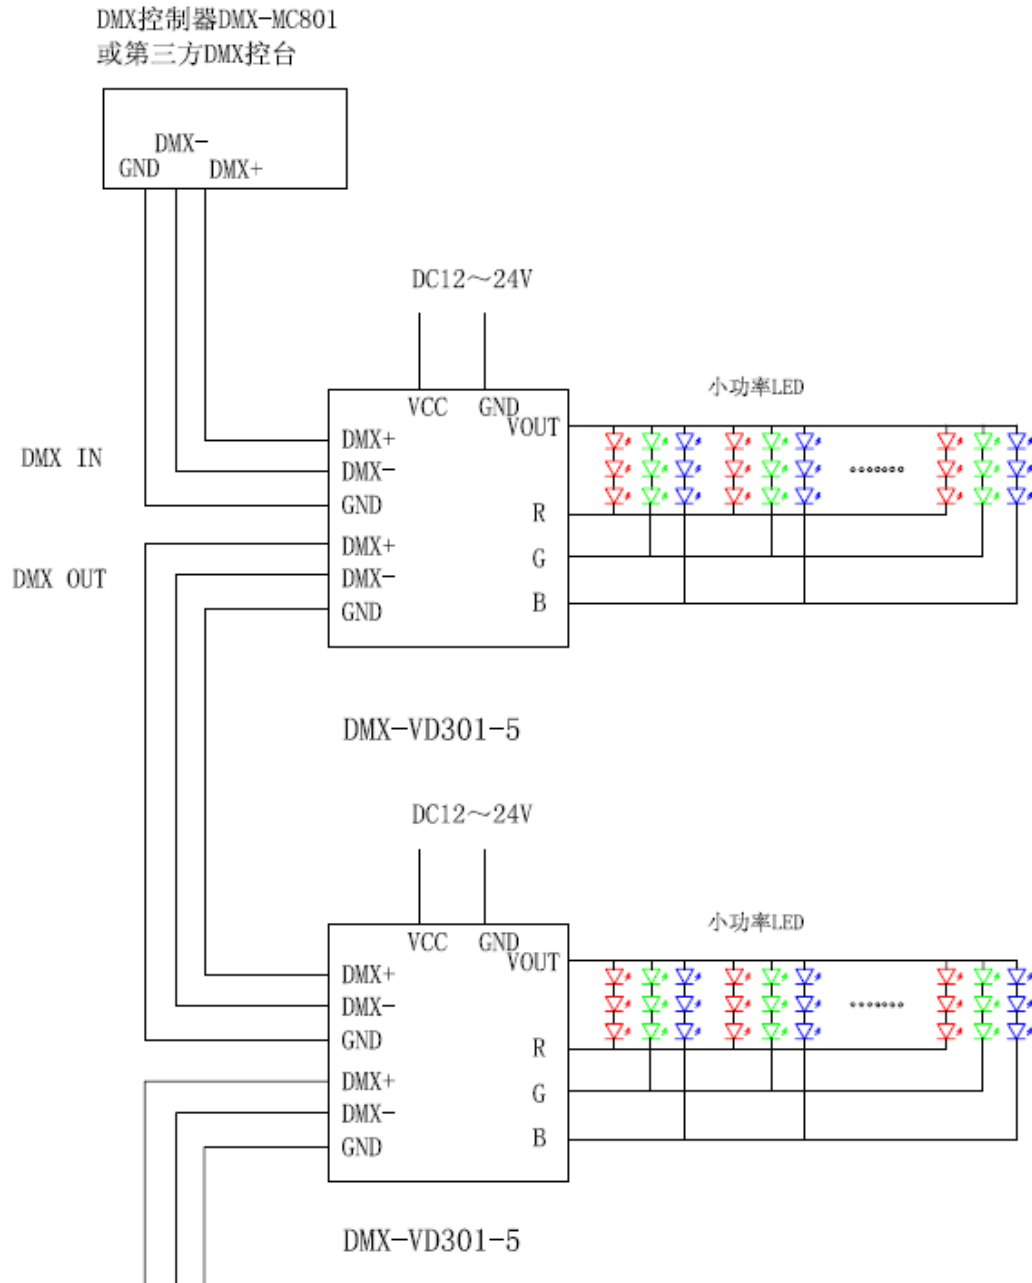 DMX控制器DMX-MC801
或第三方DMX控台
DMX-
GND
DMX+
DC12～24V
小功率LED
VCC
GND
VOUT
DMX+
DMX IN
DMX-
GND
R
DMX+
G
DMX OUT
DMX-
B
GND
DMX-VD301-5
DC12～24V
小功率LED
VCC
GND
VOUT
DMX+
DMX-
GND
R
DMX+
G
DMX-
B
GND
DMX-VD301-5